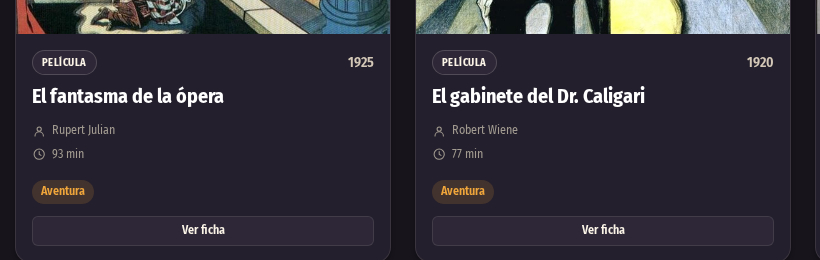 PELÍCULA
1925
El fantasma de la ópera
Rupert Julian
93 min
Aventura
Ver ficha
PELÍCULA
1920
El gabinete del Dr. Caligari
Robert Wiene
77 min
Aventura
Ver ficha